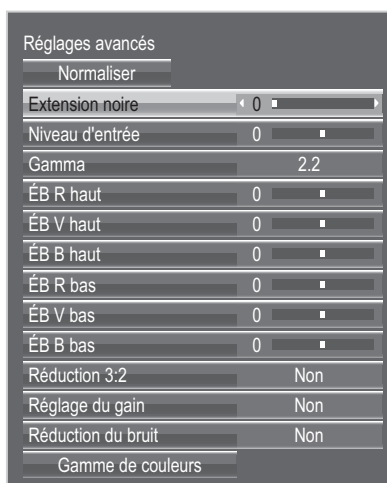 Réglages avancés
Normaliser
Extension noire 0
Niveau d'entrée 0
Gamma 2.2
ÉB R haut 0
ÉB V haut 0
ÉB B haut 0
ÉB R bas 0
ÉB V bas 0
ÉB B bas 0
Réduction 3:2 Non
Réglage du gain Non
Réduction du bruit Non
Gamme de couleurs